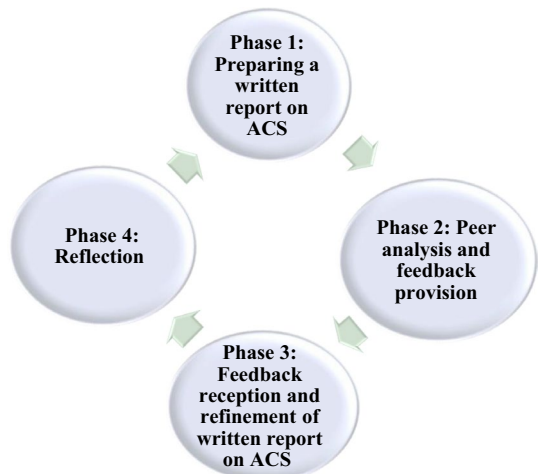 Phase 1:
Preparing a
written
report on
ACS
Phase 2: Peer
analysis and
feedback
provision
Phase 3:
Feedback
reception and
refinement of
written report
on ACS
Phase 4:
Reflection